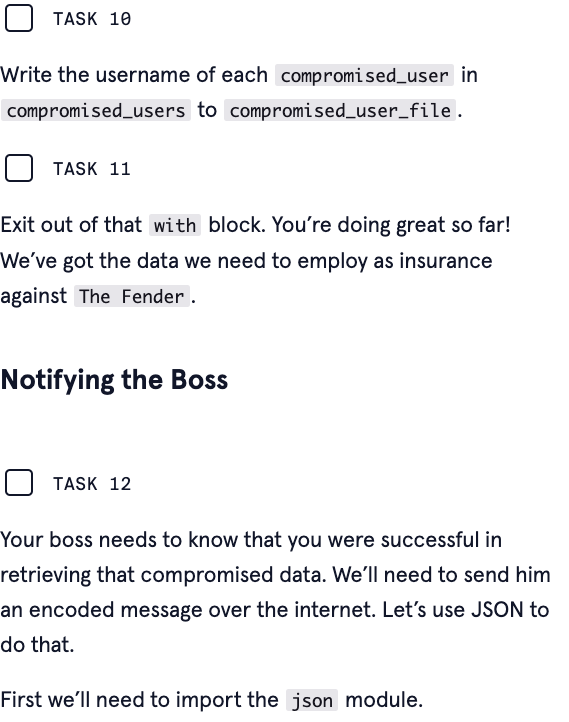 TASK 10
Write the username of each compromised_user in
compromised_users to compromised_user_file.
TASK 11
Exit out of that with block. You’re doing great so far!
We’ve got the data we need to employ as insurance
against The Fender.
Notifying the Boss
TASK 12
Your boss needs to know that you were successful in
retrieving that compromised data. We’ll need to send him
an encoded message over the internet. Let’s use JSON to
do that.
First we’ll need to import the json module.